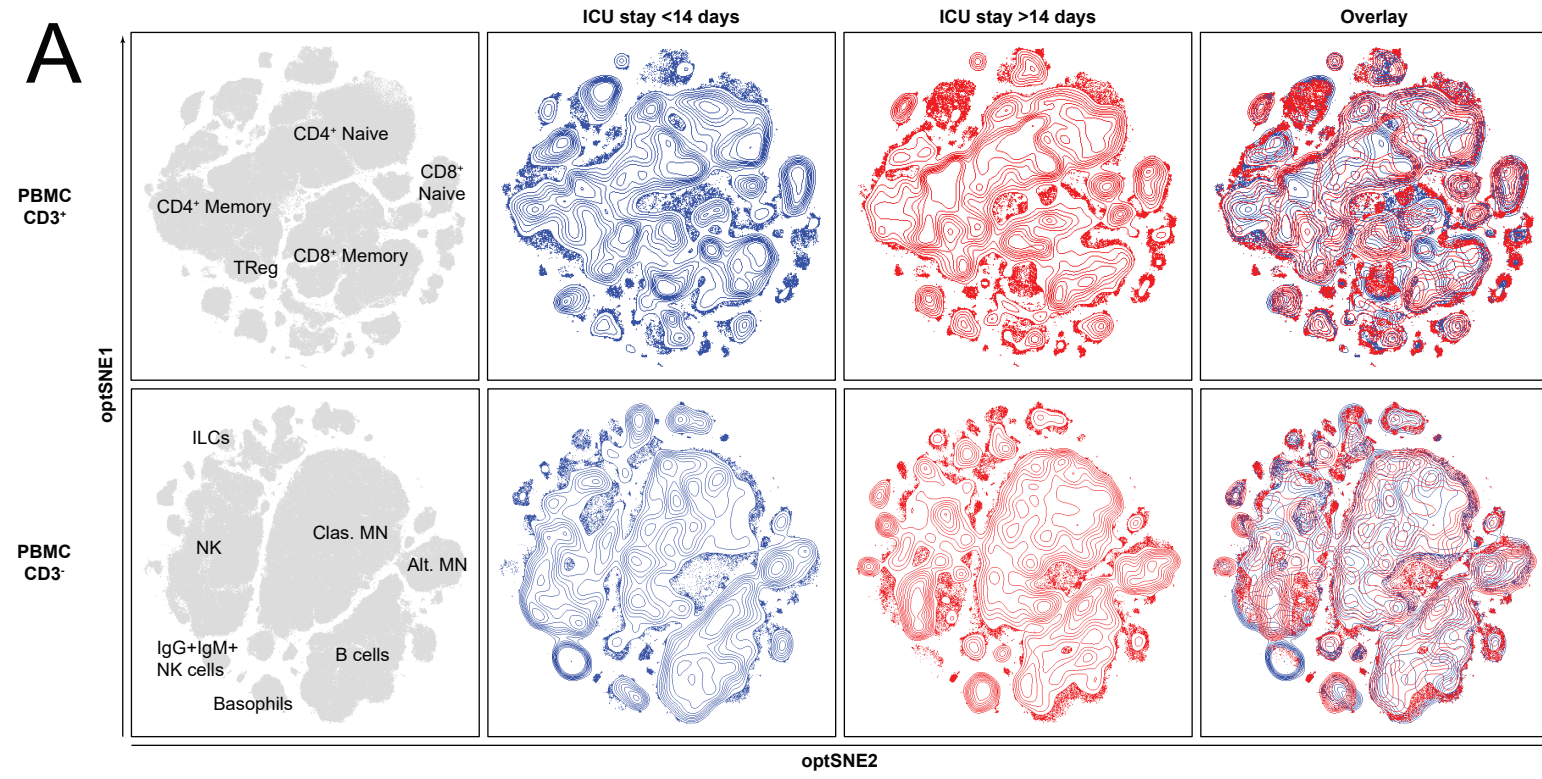 A
ICU stay <14 days
ICU stay >14 days
Overlay
PBMC
CD3⁺
CD4⁺ Naive
CD8⁺
Naive
CD4⁺ Memory
TReg
CD8⁺ Memory
optSNE1
PBMC
CD3⁻
ILCs
NK
Clas. MN
Alt. MN
IgG+IgM+
NK cells
B cells
Basophils
optSNE2